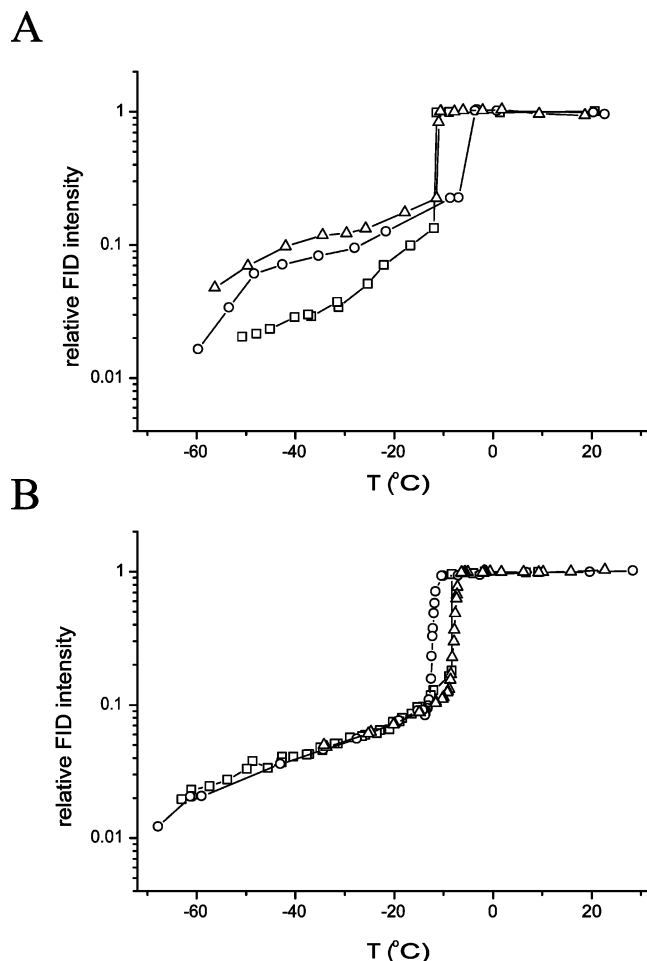 A
relative FID intensity
1
0.1
0.01
-60 -40 -20 0 20
T (°C)
B
relative FID intensity
1
0.1
0.01
-60 -40 -20 0 20
T (°C)